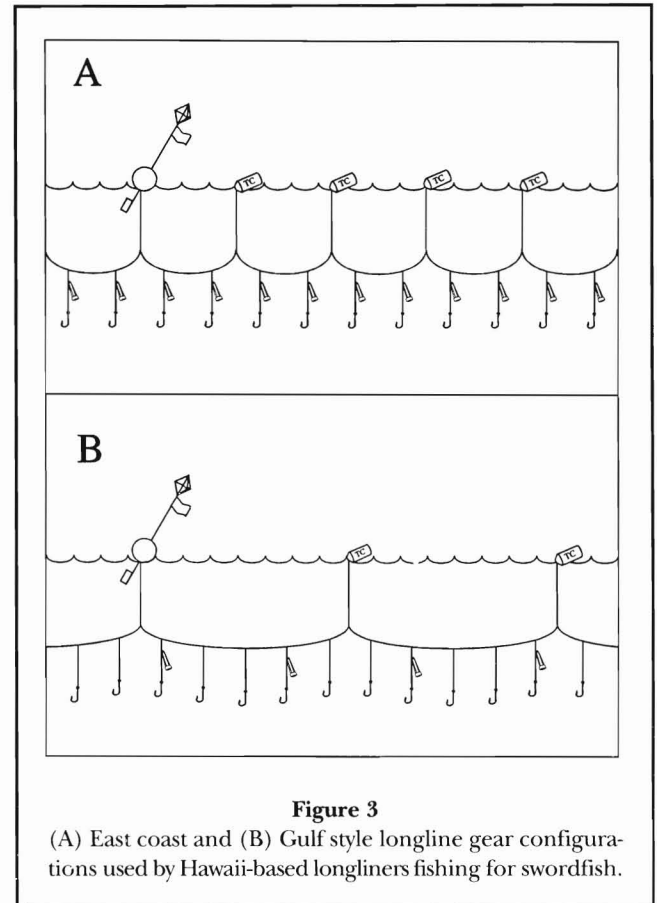 A
TC TC TC TC
B
TC TC
Figure 3
(A) East coast and (B) Gulf style longline gear configura-
tions used by Hawaii-based longliners fishing for swordfish.